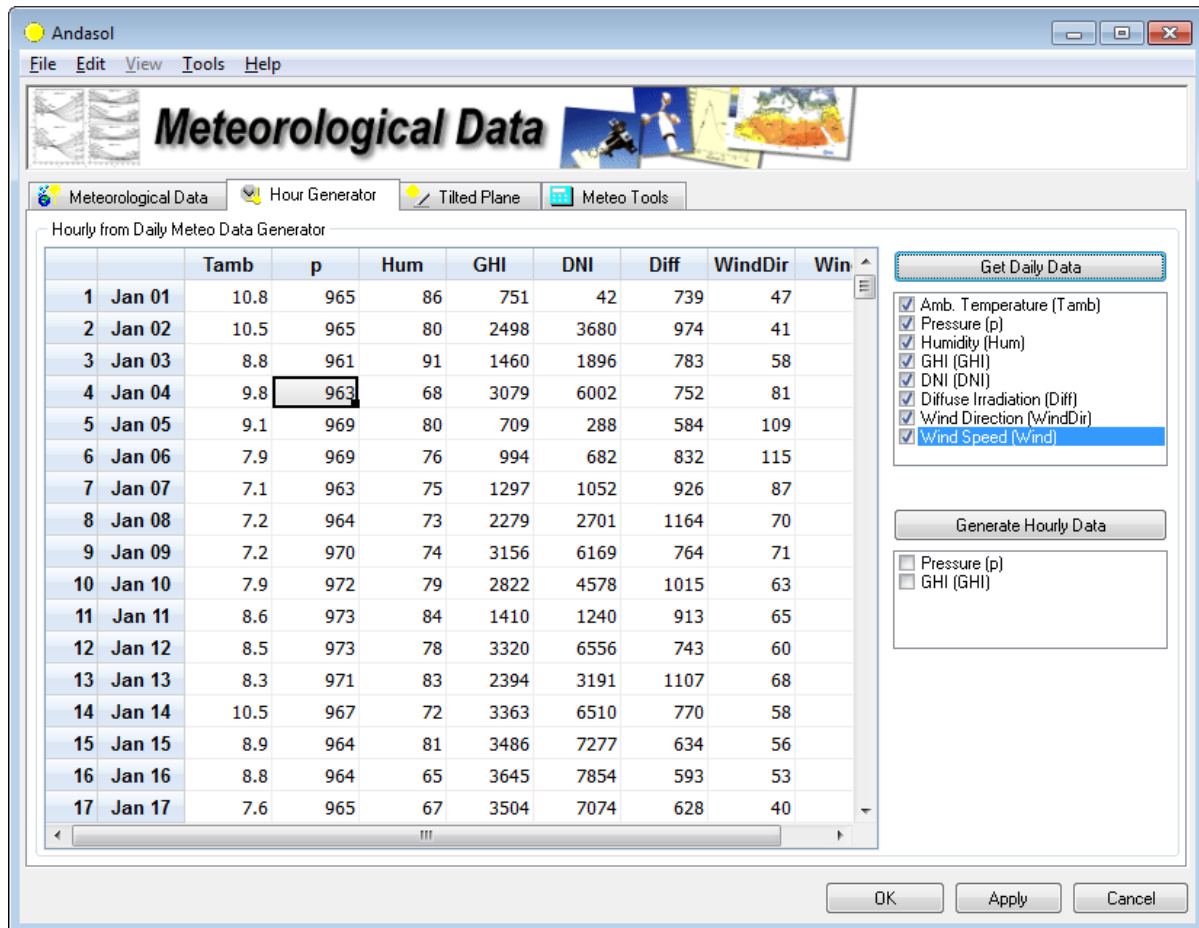 Andasol
File Edit View Tools Help
Meteorological Data
Meteorological Data Hour Generator Tilted Plane Meteo Tools
Hourly from Daily Meteo Data Generator
Tamb p Hum GHI DNI Diff WindDir Win
1 Jan 01 10.8 965 86 751 42 739 47
2 Jan 02 10.5 965 80 2498 3680 974 41
3 Jan 03 8.8 961 91 1460 1896 783 58
4 Jan 04 9.8 963 68 3079 6002 752 81
5 Jan 05 9.1 969 80 709 288 584 109
6 Jan 06 7.9 969 76 994 682 832 115
7 Jan 07 7.1 963 75 1297 1052 926 87
8 Jan 08 7.2 964 73 2279 2701 1164 70
9 Jan 09 7.2 970 74 3156 6169 764 71
10 Jan 10 7.9 972 79 2822 4578 1015 63
11 Jan 11 8.6 973 84 1410 1240 913 65
12 Jan 12 8.5 973 78 3320 6556 743 60
13 Jan 13 8.3 971 83 2394 3191 1107 68
14 Jan 14 10.5 967 72 3363 6510 770 58
15 Jan 15 8.9 964 81 3486 7277 634 56
16 Jan 16 8.8 964 65 3645 7854 593 53
17 Jan 17 7.6 965 67 3504 7074 628 40
Get Daily Data
Amb. Temperature (Tamb)
Pressure (p)
Humidity (Hum)
GHI (GHI)
DNI (DNI)
Diffuse Irradiation (Diff)
Wind Direction (WindDir)
Wind Speed (Wind)
Generate Hourly Data
Pressure (p)
GHI (GHI)
OK Apply Cancel